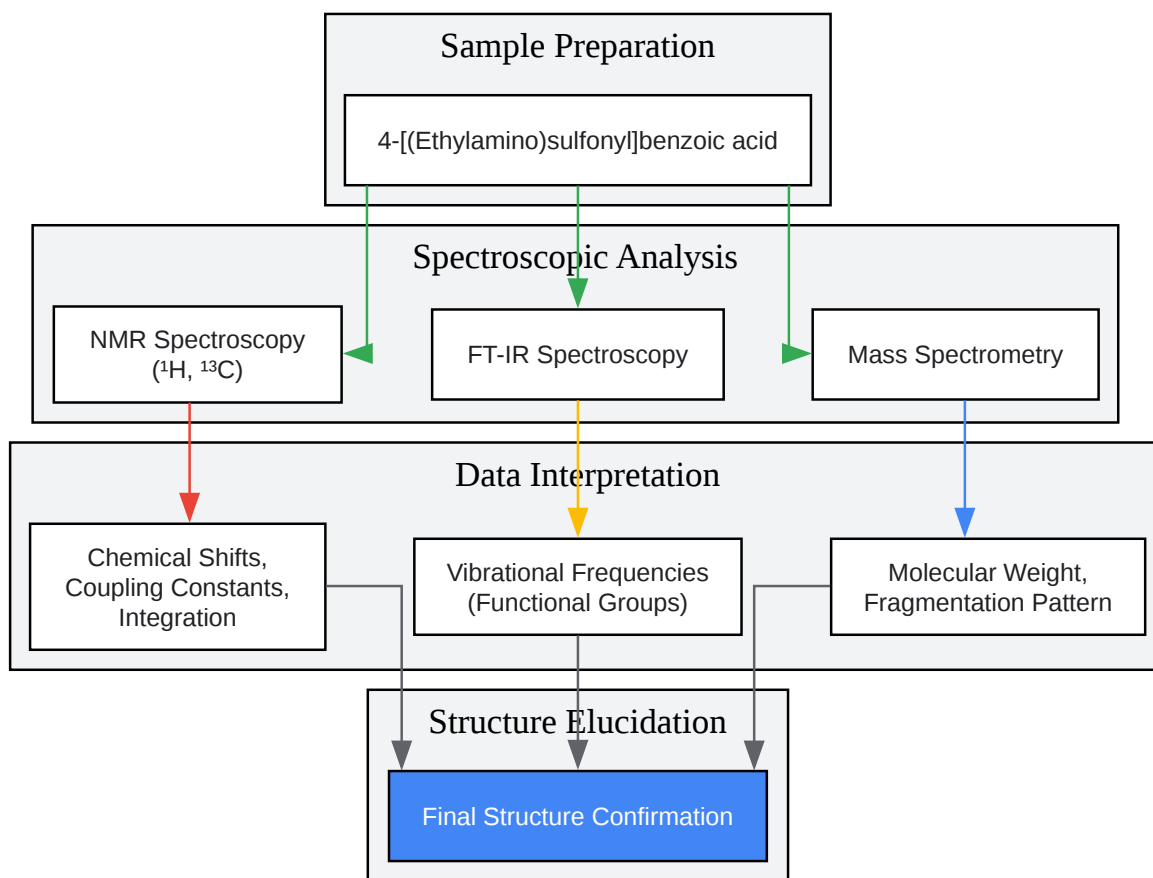 Sample Preparation
4-[(Ethylamino)sulfonyl]benzoic acid
Spectroscopic Analysis
NMR Spectroscopy
(¹H, ¹³C)
FT-IR Spectroscopy
Mass Spectrometry
Data Interpretation
Chemical Shifts,
Coupling Constants,
Integration
Vibrational Frequencies
(Functional Groups)
Molecular Weight,
Fragmentation Pattern
Structure Elucidation
Final Structure Confirmation